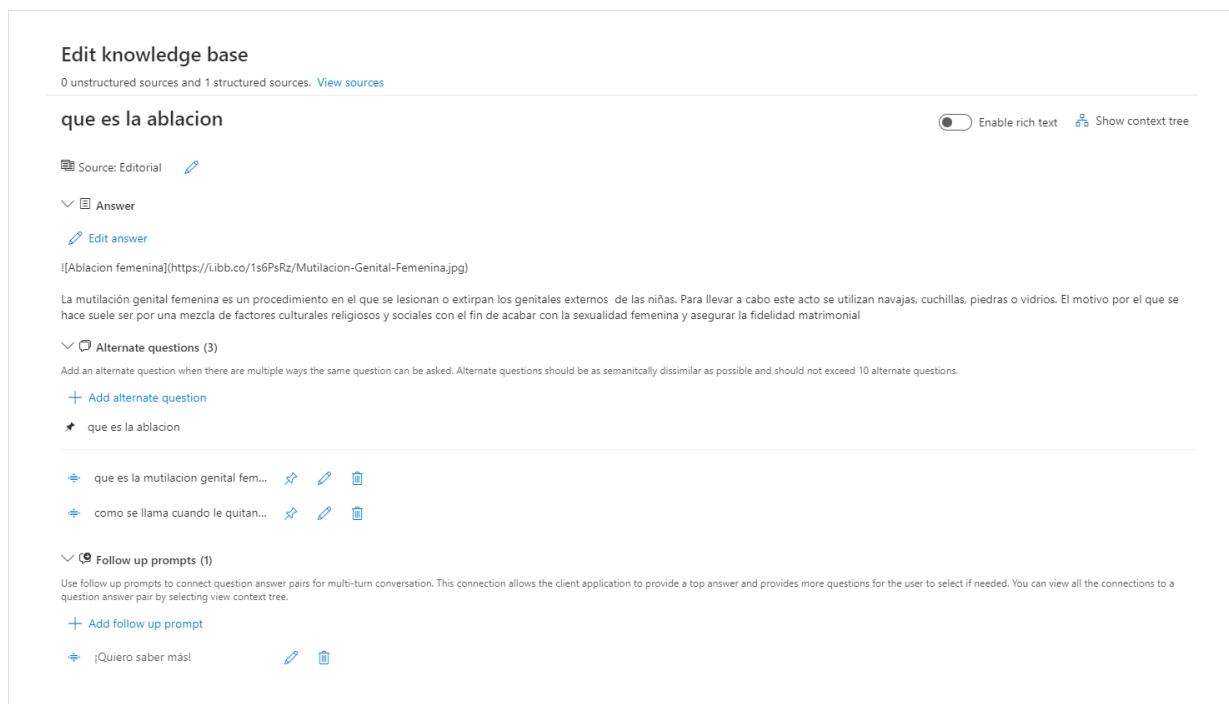 Edit knowledge base
0 unstructured sources and 1 structured sources. View sources
que es la ablacion
Enable rich text
Show context tree
Source: Editorial
Answer
Edit answer
![Ablacion femenina](https://i.ibb.co/1s6PsRz/Mutilacion-Genital-Femenina.jpg)
La mutilación genital femenina es un procedimiento en el que se lesionan o extirpan los genitales externos  de las niñas. Para llevar a cabo este acto se utilizan navajas, cuchillas, piedras o vidrios. El motivo por el que se
hace suele ser por una mezcla de factores culturales religiosos y sociales con el fin de acabar con la sexualidad femenina y asegurar la fidelidad matrimonial
Alternate questions (3)
Add an alternate question when there are multiple ways the same question can be asked. Alternate questions should be as semanitcally dissimilar as possible and should not exceed 10 alternate questions.
Add alternate question
que es la ablacion
que es la mutilacion genital fem...
como se llama cuando le quitan...
Follow up prompts (1)
Use follow up prompts to connect question answer pairs for multi-turn conversation. This connection allows the client application to provide a top answer and provides more questions for the user to select if needed. You can view all the connections to a
question answer pair by selecting view context tree.
Add follow up prompt
¡Quiero saber más!